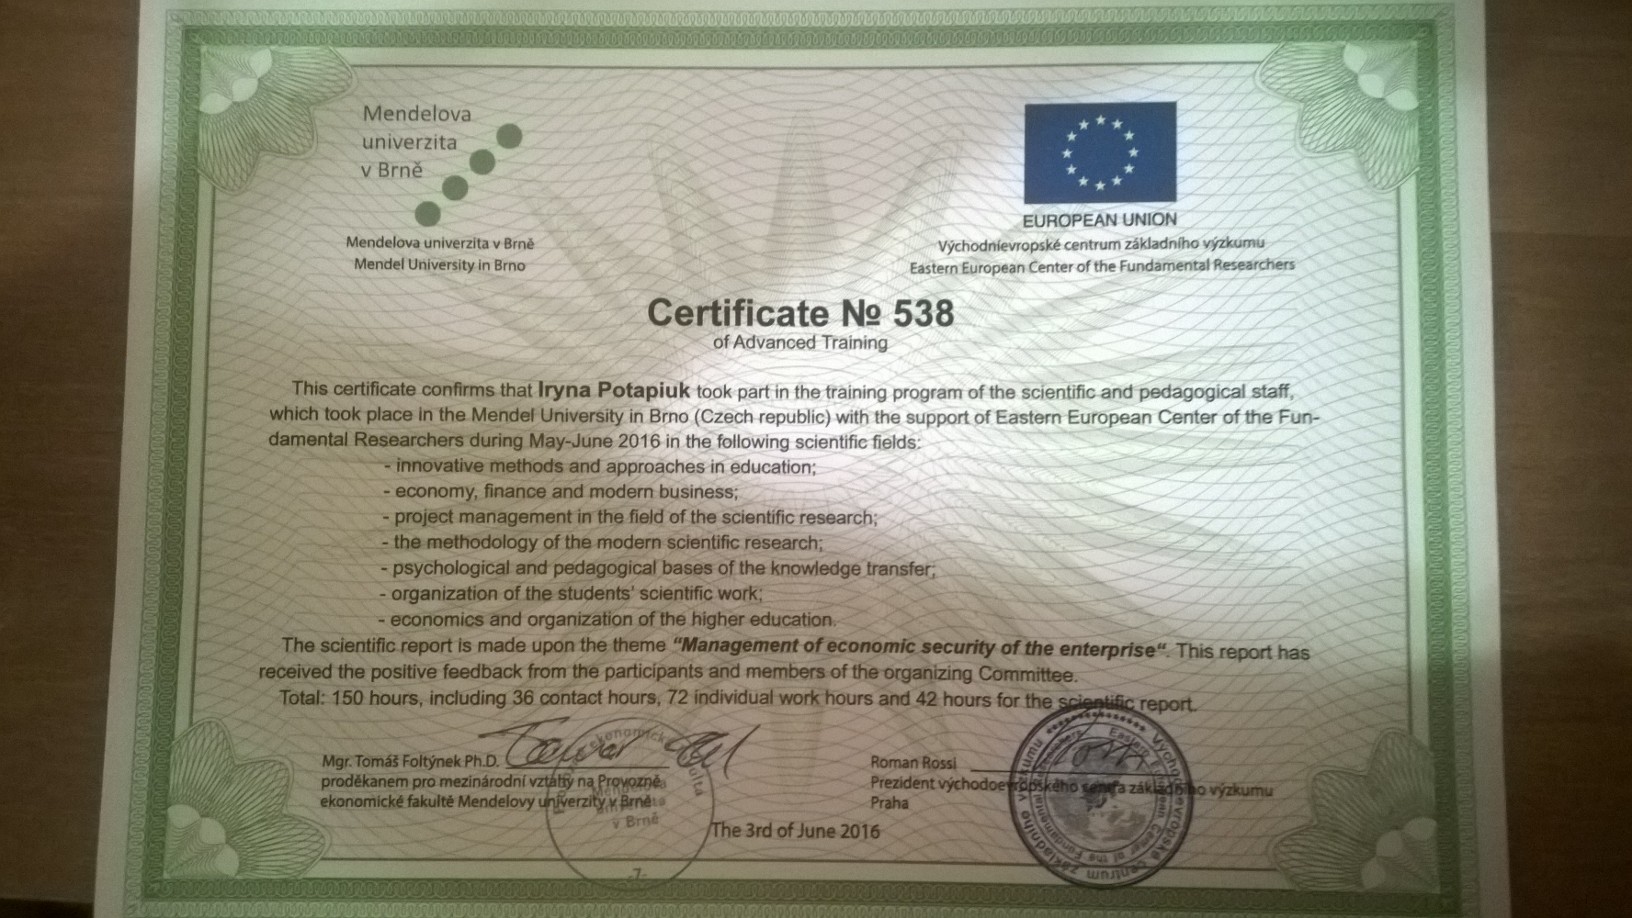 Mendelova
univerzita
v Brně
Mendelova univerzita v Brně
Mendel University in Brno
EUROPEAN UNION
Východníevropské centrum základního výzkumu
Eastern European Center of the Fundamental Researchers
Certificate № 538
of Advanced Training
This certificate confirms that Iryna Potapiuk took part in the training program of the scientific and pedagogical staff,
which took place in the Mendel University in Brno (Czech republic) with the support of Eastern European Center of the Fun-
damental Researchers during May-June 2016 in the following scientific fields:
- innovative methods and approaches in education;
- economy, finance and modern business;
- project management in the field of the scientific research;
- the methodology of the modern scientific research;
- psychological and pedagogical bases of the knowledge transfer;
- organization of the students' scientific work;
- economics and organization of the higher education.
The scientific report is made upon the theme "Management of economic security of the enterprise". This report has
received the positive feedback from the participants and members of the organizing Committee.
Total: 150 hours, including 36 contact hours, 72 individual work hours and 42 hours for the scientific report.
Mgr. Tomáš Foltýnek Ph.D.
proděkanem pro mezinárodní vztahy na Provozně
ekonomické fakultě Mendelovy univerzity v Brně
v Brně
-7-
Roman Rossi
Prezident východoevropského centra základního výzkumu
Praha
The 3rd of June 2016